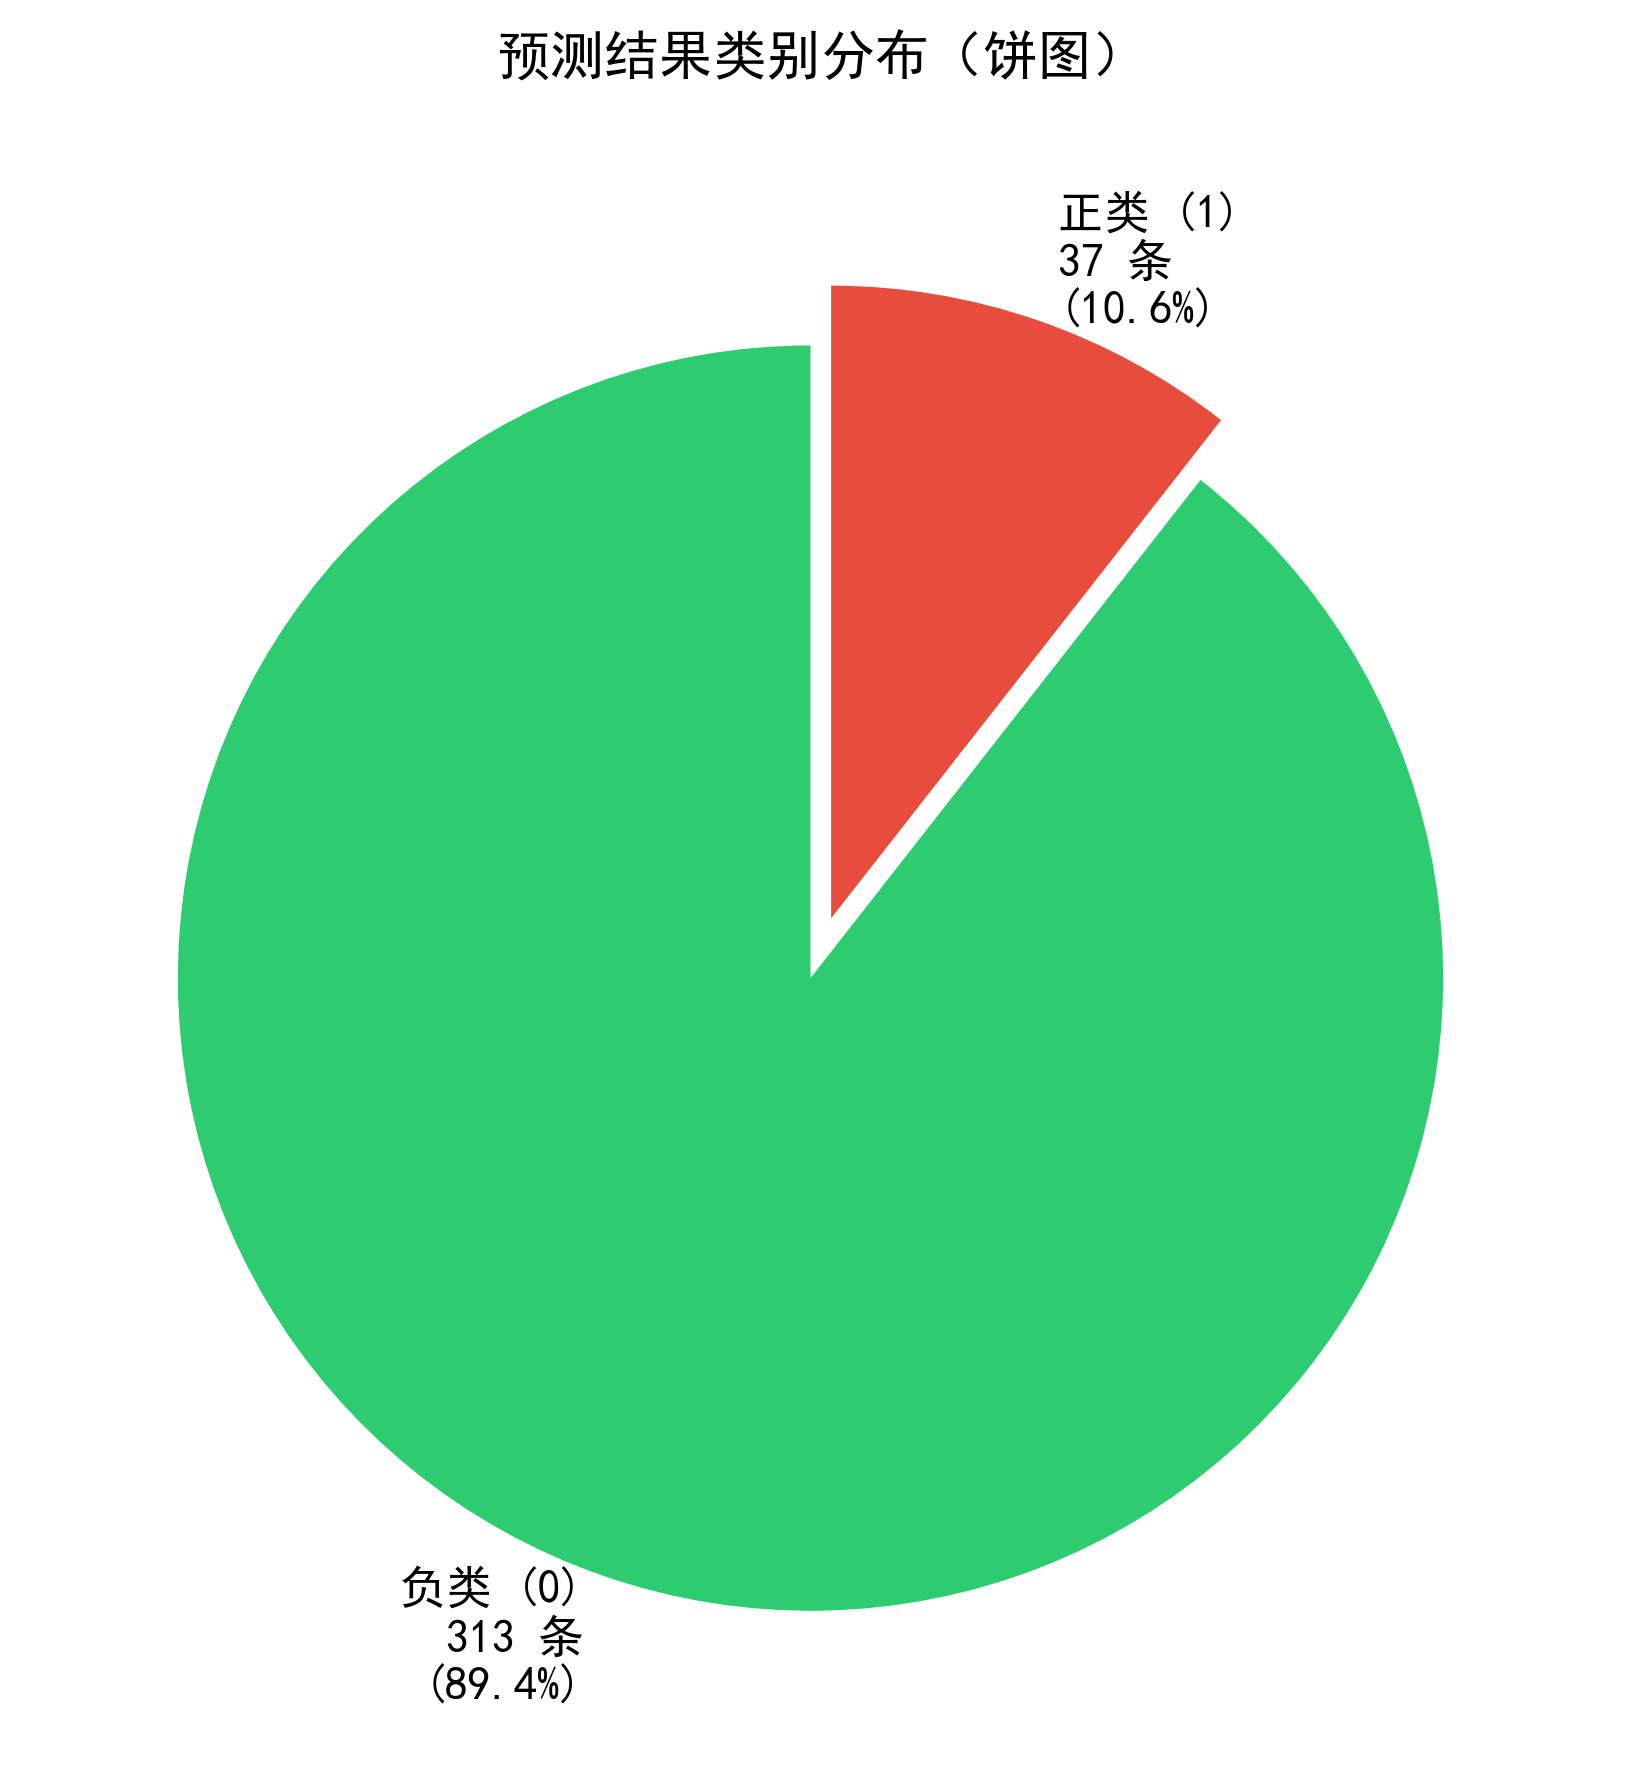 预测结果类别分布（饼图）
正类 (1)
37 条
(10.6%)
负类 (0)
313 条
(89.4%)